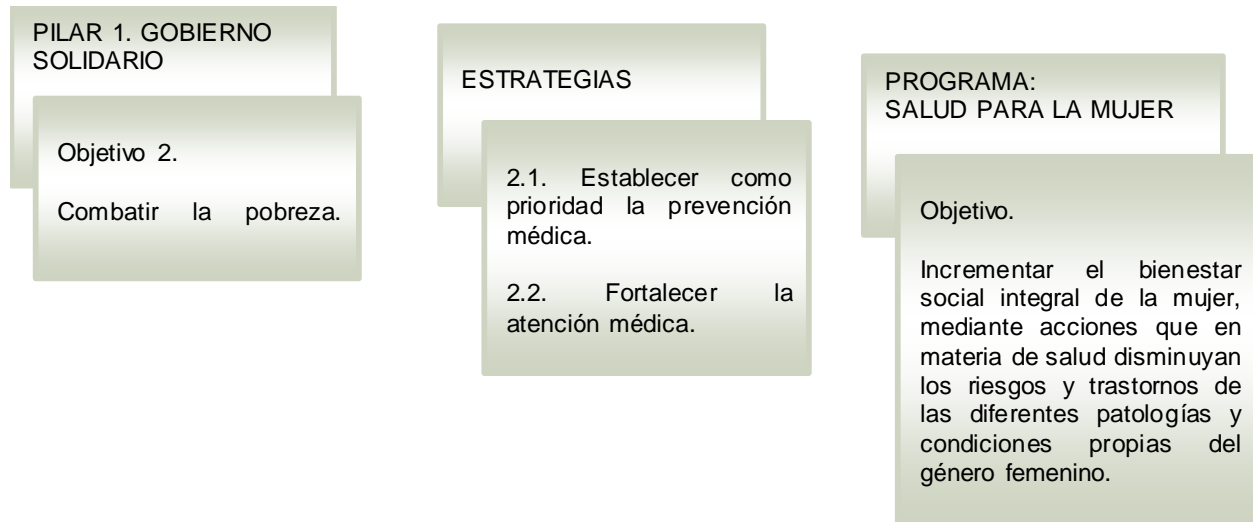 PILAR 1. GOBIERNO
SOLIDARIO
Objetivo 2.
Combatir la pobreza.
ESTRATEGIAS
2.1. Establecer como
prioridad la prevención
médica.
2.2. Fortalecer la
atención médica.
PROGRAMA:
SALUD PARA LA MUJER
Objetivo.
Incrementar el bienestar
social integral de la mujer,
mediante acciones que en
materia de salud disminuyan
los riesgos y trastornos de
las diferentes patologías y
condiciones propias del
género femenino.